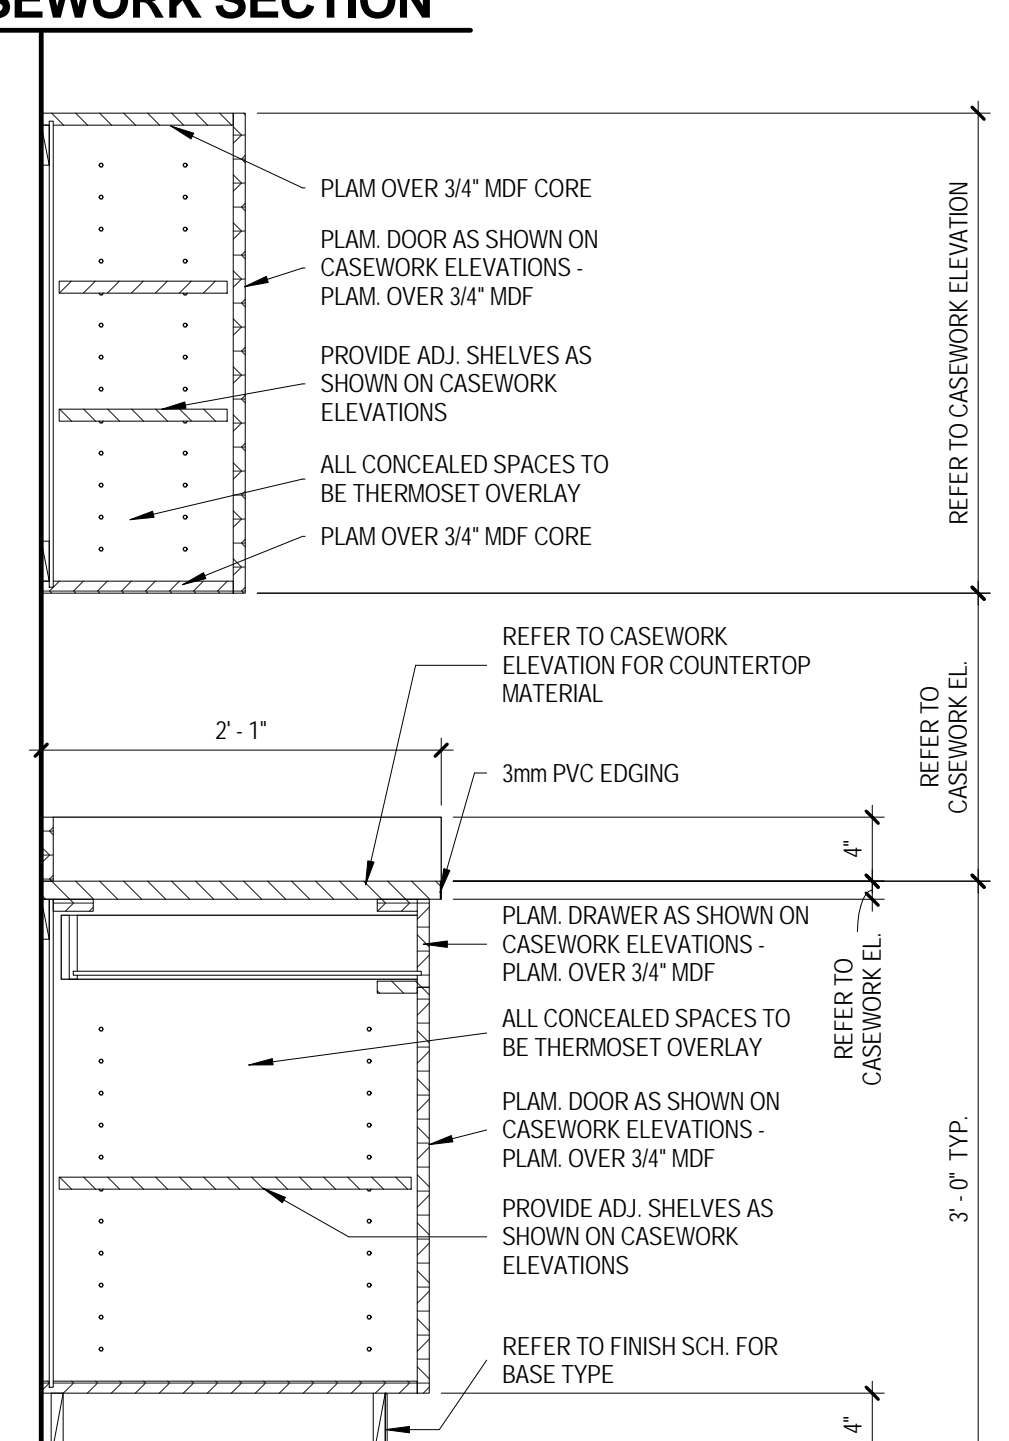 SEWORK SECTION
PLAM OVER 3/4" MDF CORE
PLAM. DOOR AS SHOWN ON
CASEWORK ELEVATIONS -
PLAM. OVER 3/4" MDF
PROVIDE ADJ. SHELVES AS
SHOWN ON CASEWORK
ELEVATIONS
ALL CONCEALED SPACES TO
BE THERMOSET OVERLAY
PLAM OVER 3/4" MDF CORE
REFER TO CASEWORK ELEVATION
REFER TO CASEWORK
ELEVATION FOR COUNTERTOP
MATERIAL
2' - 1"
3mm PVC EDGING
REFER TO
CASEWORK EL.
4"
PLAM. DRAWER AS SHOWN ON
CASEWORK ELEVATIONS -
PLAM. OVER 3/4" MDF
REFER TO
CASEWORK EL.
ALL CONCEALED SPACES TO
BE THERMOSET OVERLAY
PLAM. DOOR AS SHOWN ON
CASEWORK ELEVATIONS -
PLAM. OVER 3/4" MDF
3' - 0" TYP.
PROVIDE ADJ. SHELVES AS
SHOWN ON CASEWORK
ELEVATIONS
REFER TO FINISH SCH. FOR
BASE TYPE
4"